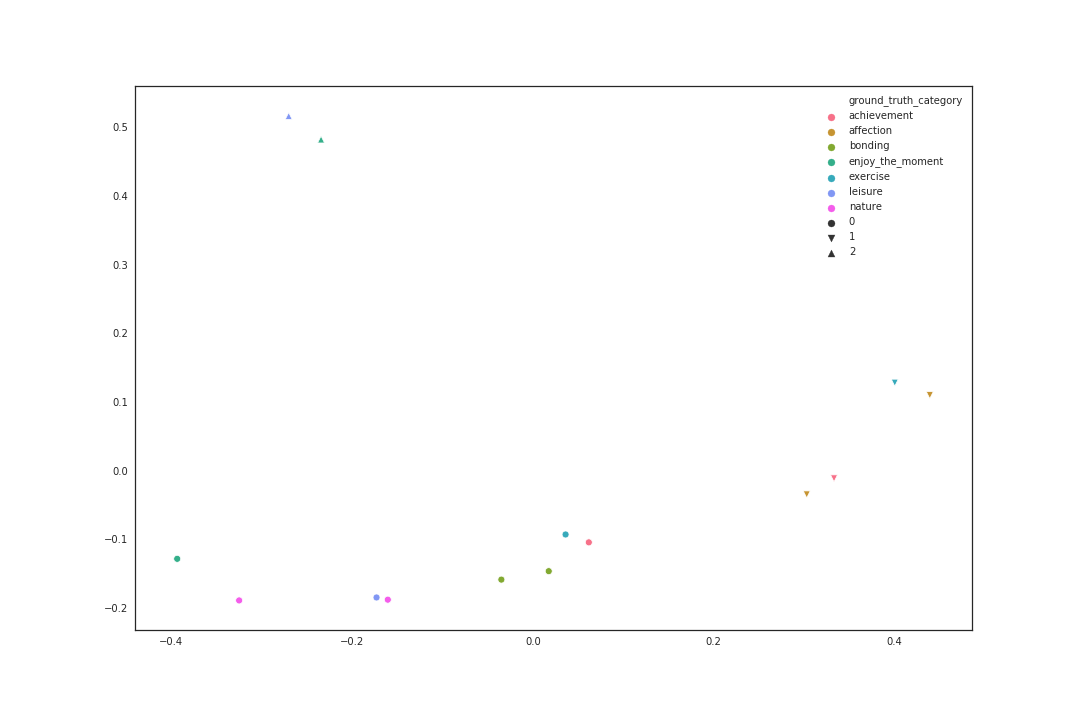 ground_truth_category
achievement
affection
bonding
enjoy_the_moment
exercise
leisure
nature
0
1
2
0.5
0.4
0.3
0.2
0.1
0.0
−0.1
−0.2
−0.4 −0.2 0.0 0.2 0.4